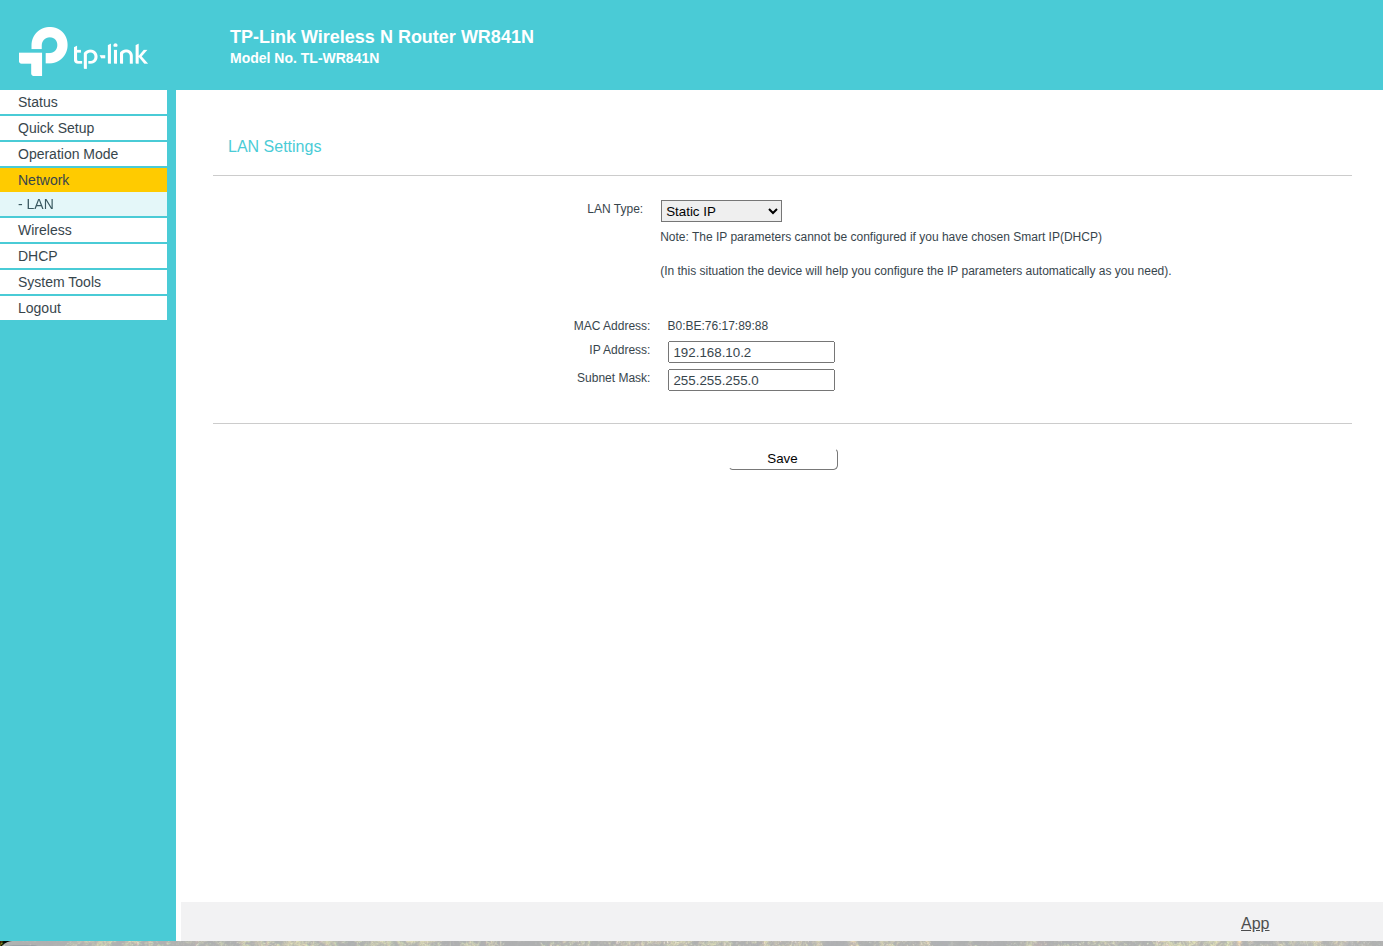 tp-link
TP-Link Wireless N Router WR841N
Model No. TL-WR841N
Status
Quick Setup
Operation Mode
Network
- LAN
Wireless
DHCP
System Tools
Logout
LAN Settings
LAN Type: Static IP
Note: The IP parameters cannot be configured if you have chosen Smart IP(DHCP)
(In this situation the device will help you configure the IP parameters automatically as you need).
MAC Address: B0:BE:76:17:89:88
IP Address: 192.168.10.2
Subnet Mask: 255.255.255.0
Save
App